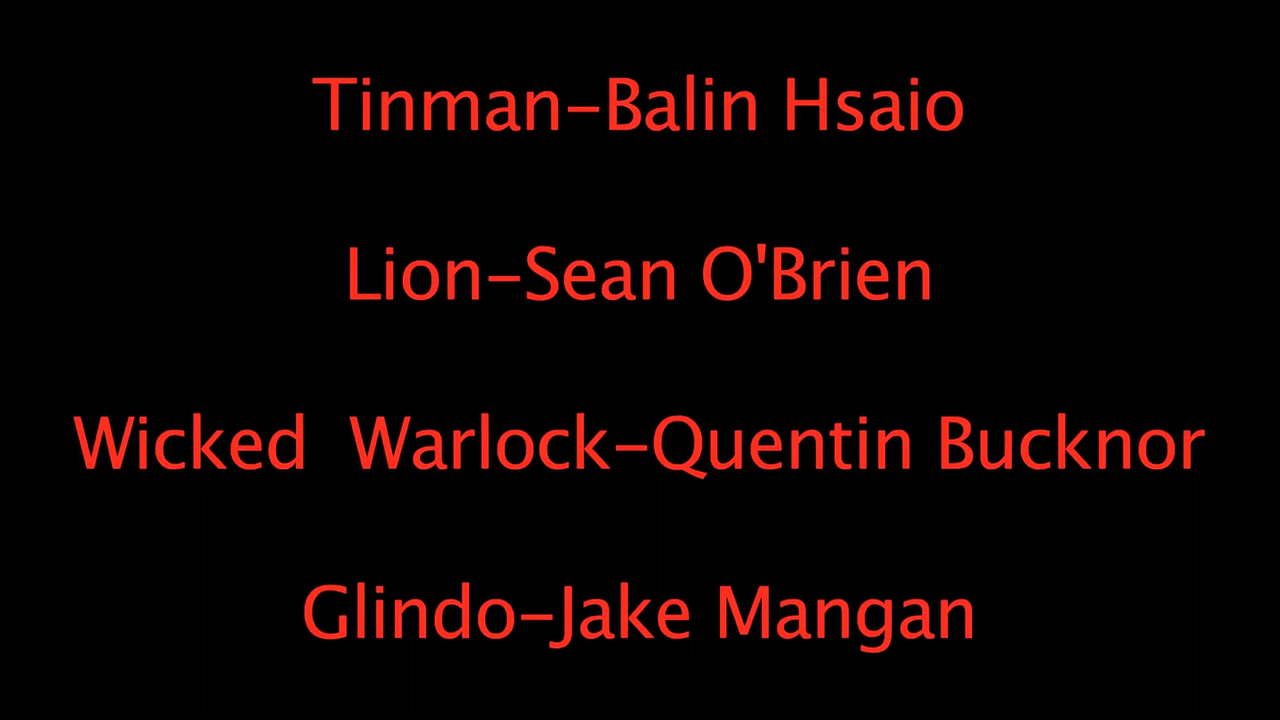 Tinman-Balin Hsaio
Lion-Sean O'Brien
Wicked  Warlock-Quentin Bucknor
Glindo-Jake Mangan